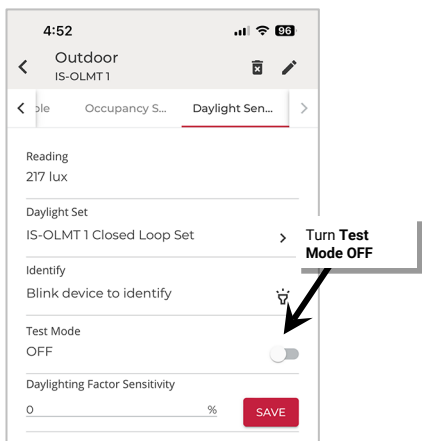 4:52
96
Outdoor
IS-OLMT 1
ole Occupancy S... Daylight Sen...
Reading
217 lux
Daylight Set
IS-OLMT 1 Closed Loop Set
Turn Test
Mode OFF
Identify
Blink device to identify
Test Mode
OFF
Daylighting Factor Sensitivity
0 % SAVE